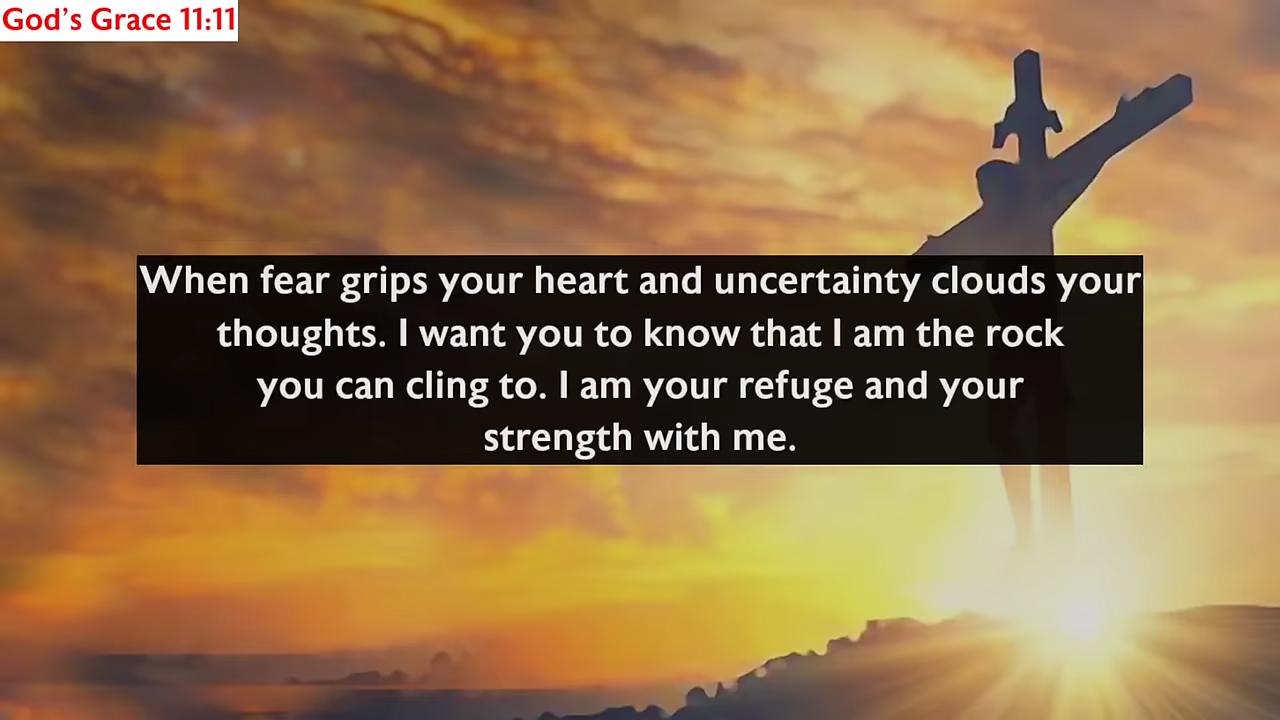 God's Grace 11:11
When fear grips your heart and uncertainty clouds your
thoughts. I want you to know that I am the rock
you can cling to. I am your refuge and your
strength with me.